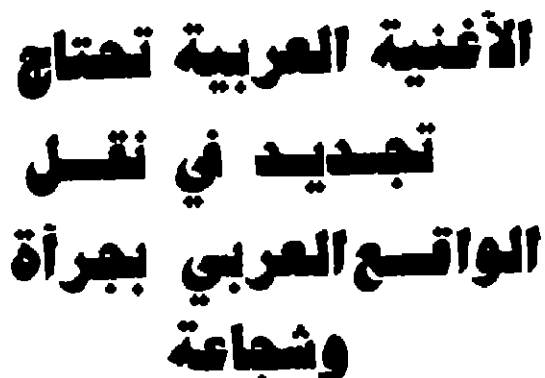 الأغنية العربية تحتاج
تجديد في نقل
الواقع العربي بجرأة
وشجاعة